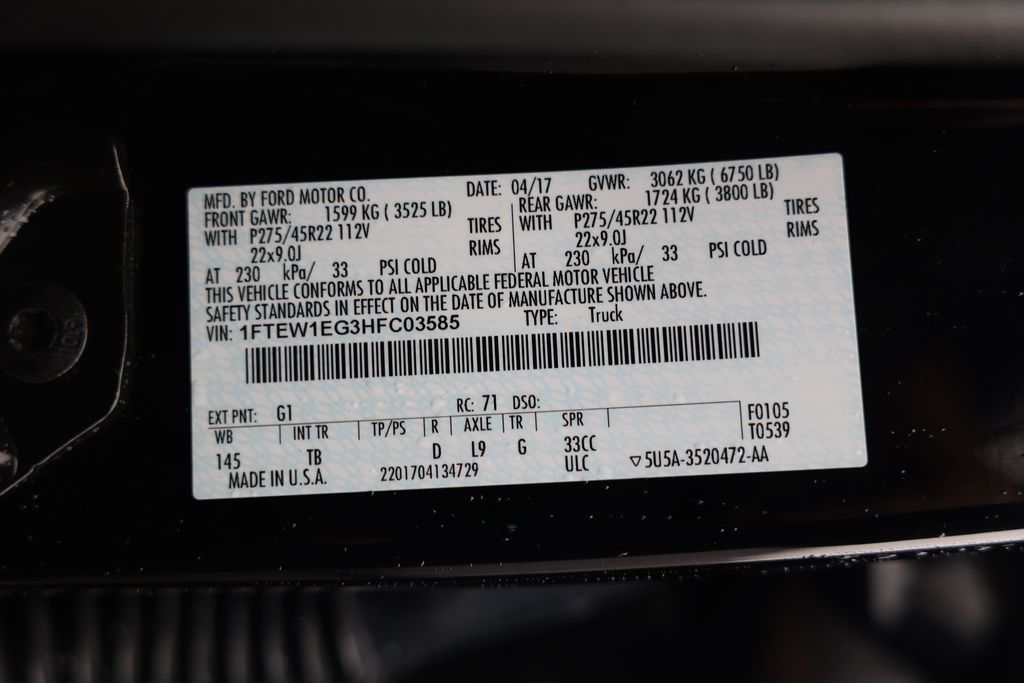 MFD. BY FORD MOTOR CO.
DATE: 04/17 GVWR: 3062 KG ( 6750 LB)
FRONT GAWR: 1599 KG ( 3525 LB)
REAR GAWR: 1724 KG ( 3800 LB)
WITH P275/45R22 112V TIRES
WITH P275/45R22 112V TIRES
22x9.0J RIMS
22x9.0J RIMS
AT 230 kPa/ 33 PSI COLD
AT 230 kPa/ 33 PSI COLD
THIS VEHICLE CONFORMS TO ALL APPLICABLE FEDERAL MOTOR VEHICLE
SAFETY STANDARDS IN EFFECT ON THE DATE OF MANUFACTURE SHOWN ABOVE.
VIN: 1FTEW1EG3HFC03585 TYPE: Truck
EXT PNT: G1 RC: 71 DSO:
WB INT TR TP/PS R AXLE TR SPR F0105
T0539
145 TB D L9 G 33CC
ULC ▽5U5A-3520472-AA
MADE IN U.S.A. 2201704134729